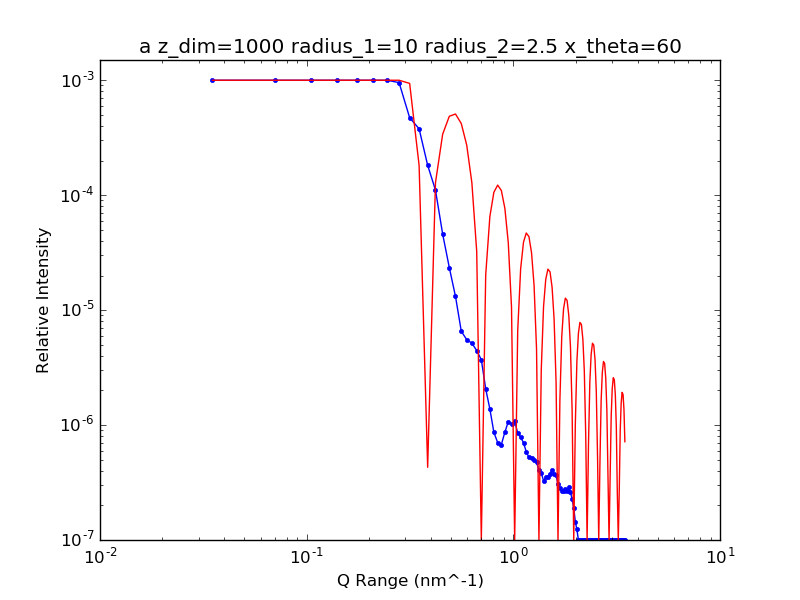 a z_dim=1000 radius_1=10 radius_2=2.5 x_theta=60
10^-3
10^-4
10^-5
10^-6
10^-7
Relative Intensity
10^-2 10^-1 10^0 10^1
Q Range (nm^-1)